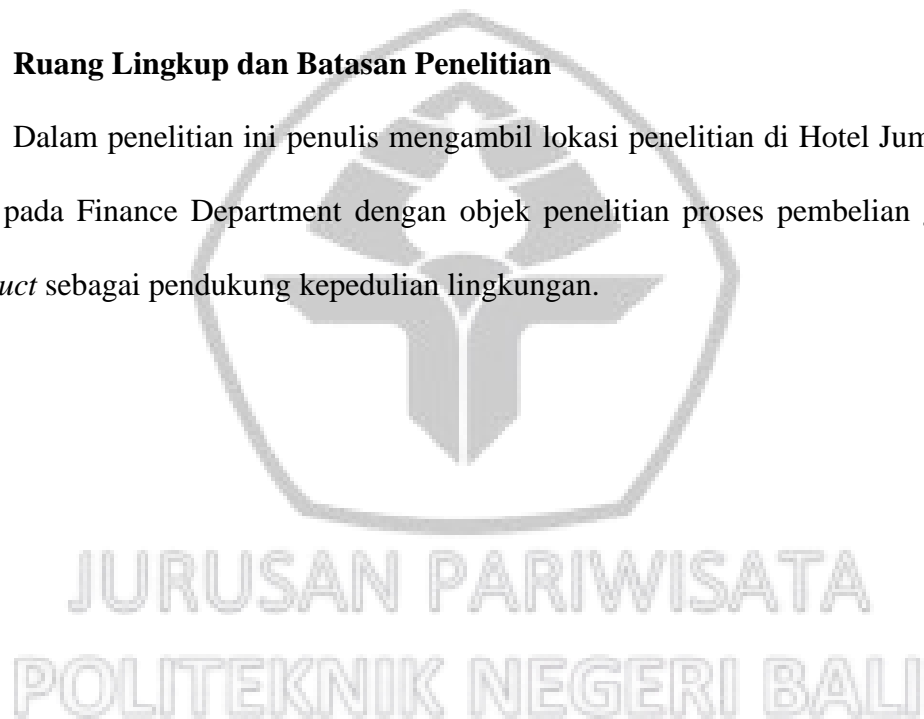 Ruang Lingkup dan Batasan Penelitian
Dalam penelitian ini penulis mengambil lokasi penelitian di Hotel Jum
pada Finance Department dengan objek penelitian proses pembelian
uct sebagai pendukung kepedulian lingkungan.
JURUSAN PARIWISATA
POLITEKNIK NEGERI BALI